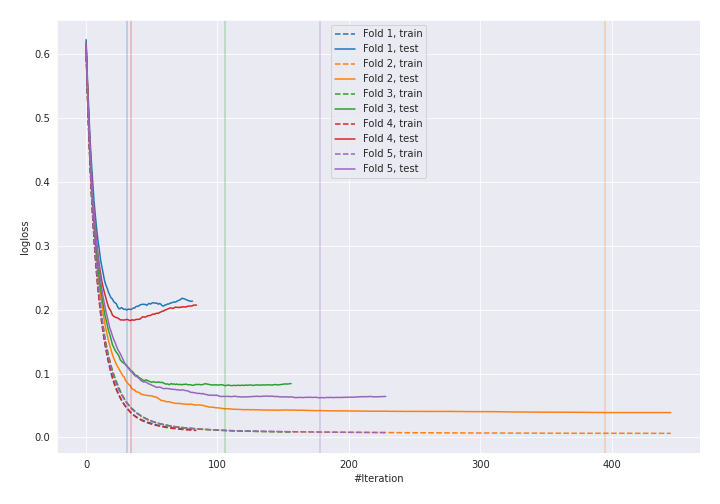 Fold 1, train
Fold 1, test
Fold 2, train
Fold 2, test
Fold 3, train
Fold 3, test
Fold 4, train
Fold 4, test
Fold 5, train
Fold 5, test
logloss
0.6
0.5
0.4
0.3
0.2
0.1
0.0
0 100 200 300 400
#Iteration